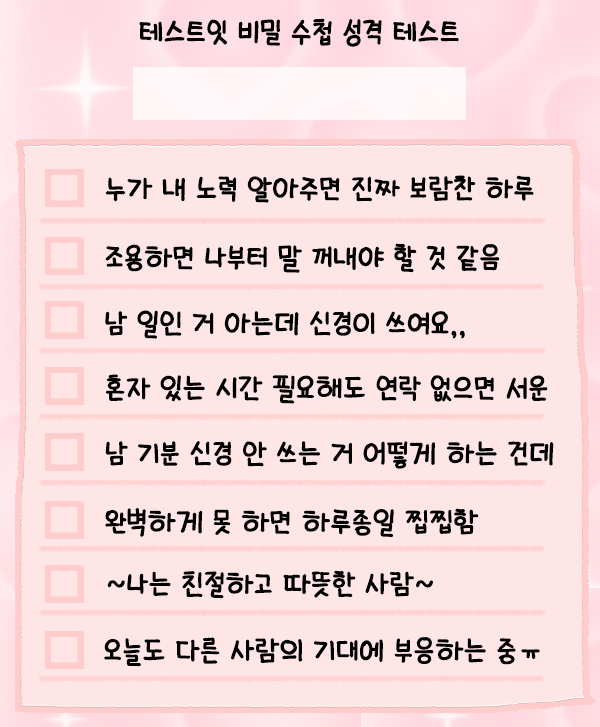 테스트잇 비밀 수첩 성격 테스트
누가 내 노력 알아주면 진짜 보람찬 하루
조용하면 나부터 말 꺼내야 할 것 같음
남 일인 거 아는데 신경이 쓰여요,,
혼자 있는 시간 필요해도 연락 없으면 서운
남 기분 신경 안 쓰는 거 어떻게 하는 건데
완벽하게 못 하면 하루종일 찝찝함
~나는 친절하고 따뜻한 사람~
오늘도 다른 사람의 기대에 부응하는 중ㅠ